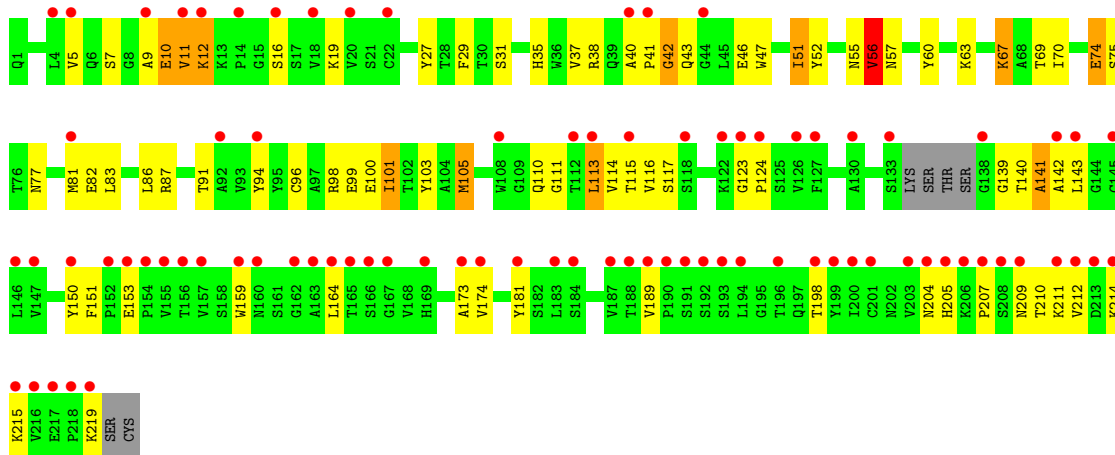 Q1 L4 V5 Q6 S7 G8 A9 E10 V11 K12 K13 P14 G15 S16 S17 V18 K19 V20 S21 C22 Y27 T28 F29 T30 S31 H35 W36 V37 R38 Q39 A40 P41 G42 Q43 G44 L45 E46 W47 I51 Y52 N55 V56 N57 Y60 K63 K67 A68 T69 I70 E74 S75
T76 N77 M81 E82 L83 L86 R87 T91 A92 V93 Y94 Y95 C96 A97 R98 E99 E100 I101 T102 Y103 A104 M105 W108 G109 Q110 G111 T112 L113 V114 T115 V116 S117 S118 K122 G123 P124 S125 V126 F127 A130 S133 LYS SER THR SER G138 G139 T140 A141 A142 L143 G144 C145
L146 V147 Y150 F151 P152 E153 P154 V155 T156 V157 S158 W159 N160 S161 G162 A163 L164 T165 S166 G167 V168 H169 A173 V174 Y181 S182 L183 S184 V187 T188 V189 P190 S191 S192 S193 L194 G195 T196 Q197 T198 Y199 I200 C201 N202 V203 N204 H205 K206 P207 S208 N209 T210 K211 V212 D213 K214
K215 V216 E217 P218 K219 SER CYS